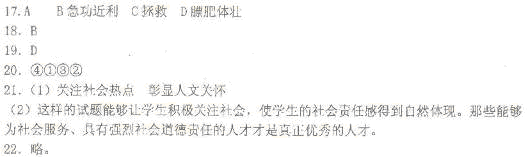 17. A  B 急功近利  C 拯救  D 膘肥体壮
18. B
19. D
20. ④①③②
21. (1) 关注社会热点  彰显人文关怀
(2) 这样的试题能够让学生积极关注社会，使学生的社会责任感得到自然体现。那些能够
为社会服务、具有强烈社会道德责任的人才才是真正优秀的人才。
22. 略。